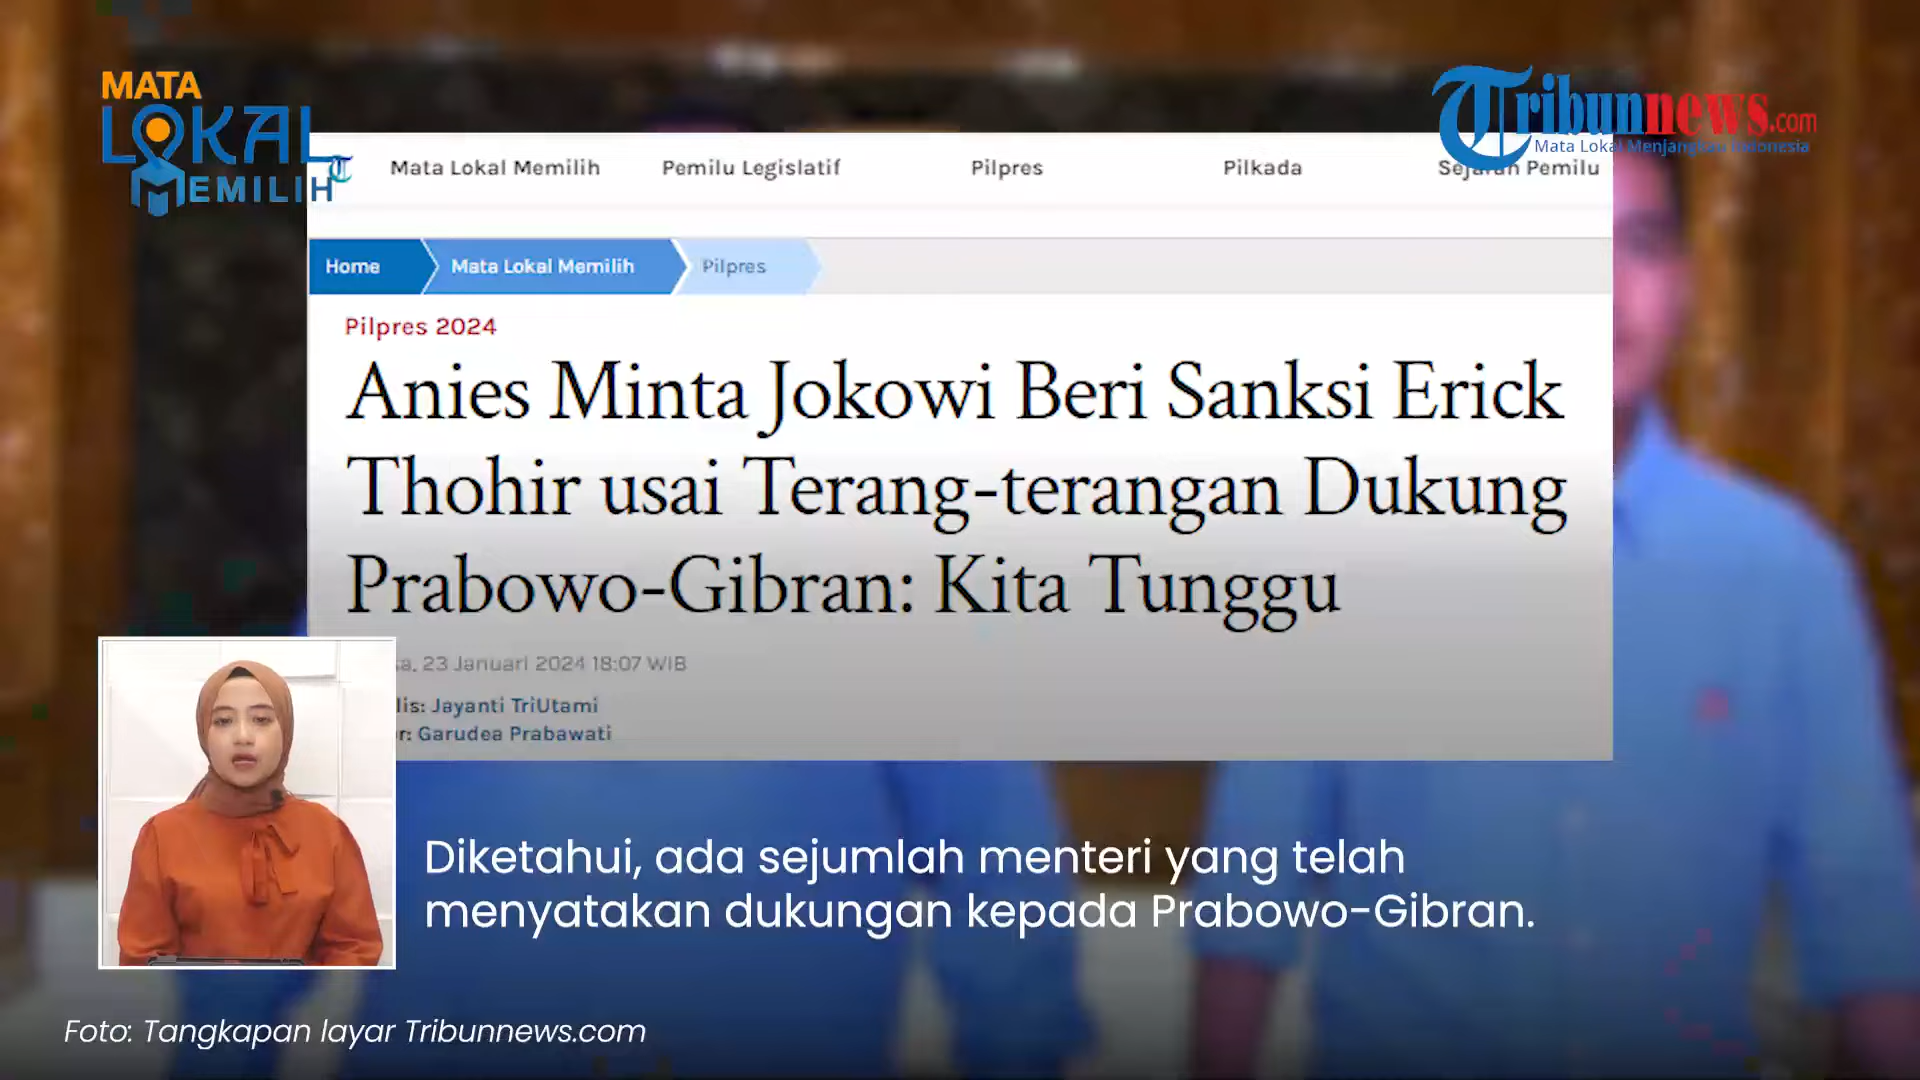 MATA
LOKAL
MEMILIH
Tribunnews.com
Mata Lokal Menjangkau Indonesia
Mata Lokal Memilih Pemilu Legislatif Pilpres Pilkada Sejarah Pemilu
Home Mata Lokal Memilih Pilpres
Pilpres 2024
Anies Minta Jokowi Beri Sanksi Erick
Thohir usai Terang-terangan Dukung
Prabowo-Gibran: Kita Tunggu
sa, 23 Januari 2024 18:07 WIB
lis: Jayanti TriUtami
r: Garudea Prabawati
Diketahui, ada sejumlah menteri yang telah
menyatakan dukungan kepada Prabowo-Gibran.
Foto: Tangkapan layar Tribunnews.com